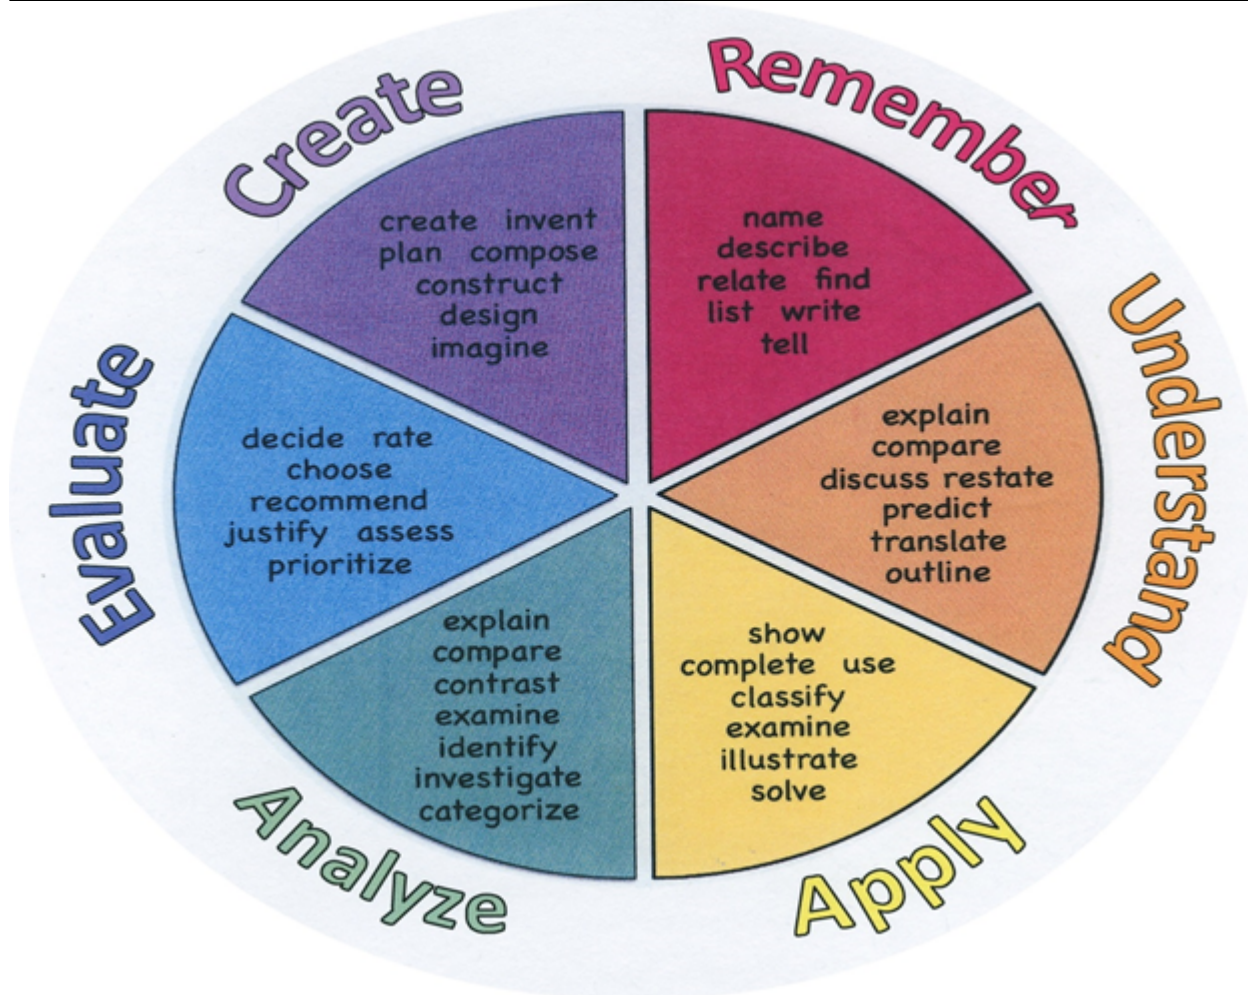 Create
create invent
plan compose
construct
design
imagine
Remember
name
describe
relate find
list write
tell
Understand
explain
compare
discuss restate
predict
translate
outline
Apply
show
complete use
classify
examine
illustrate
solve
Analyze
explain
compare
contrast
examine
identify
investigate
categorize
Evaluate
decide rate
choose
recommend
justify assess
prioritize